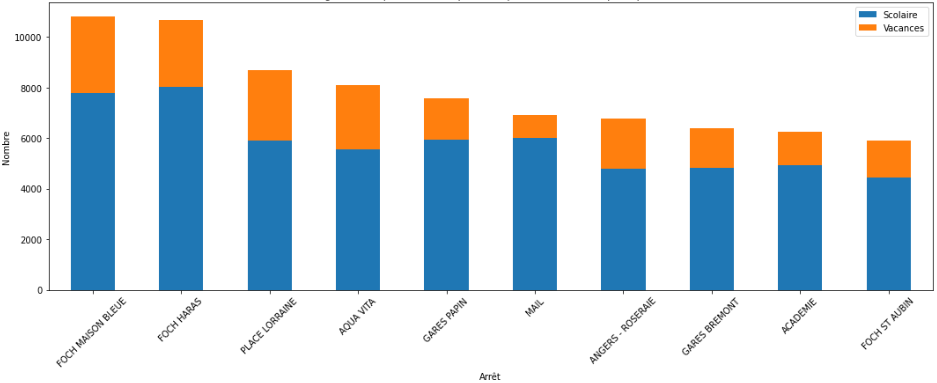 Scolaire
Vacances
Nombre
10000
8000
6000
4000
2000
0
FOCH MAISON BLEUE
FOCH HARAS
PLACE LORRAINE
AQUA VITA
GARES PAPIN
MAIL
ANGERS - ROSERAIE
GARES BREMONT
ACADEMIE
FOCH ST AUBIN
Arrêt